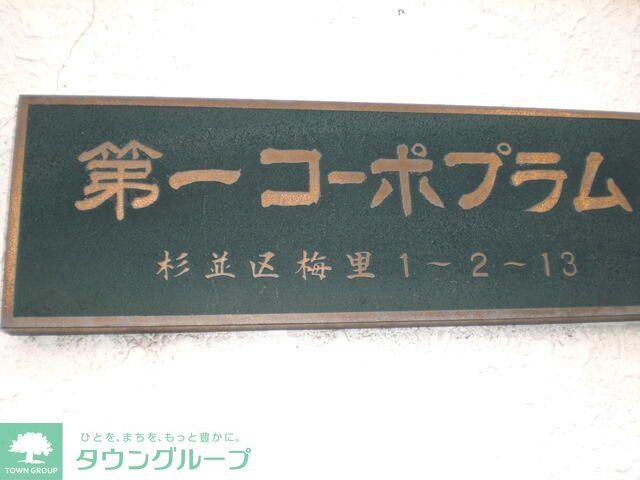 第一コーポプラム
杉並区梅里1～2～13
ひとを、まちを、もっと豊かに。
TOWN GROUP
タウングループ